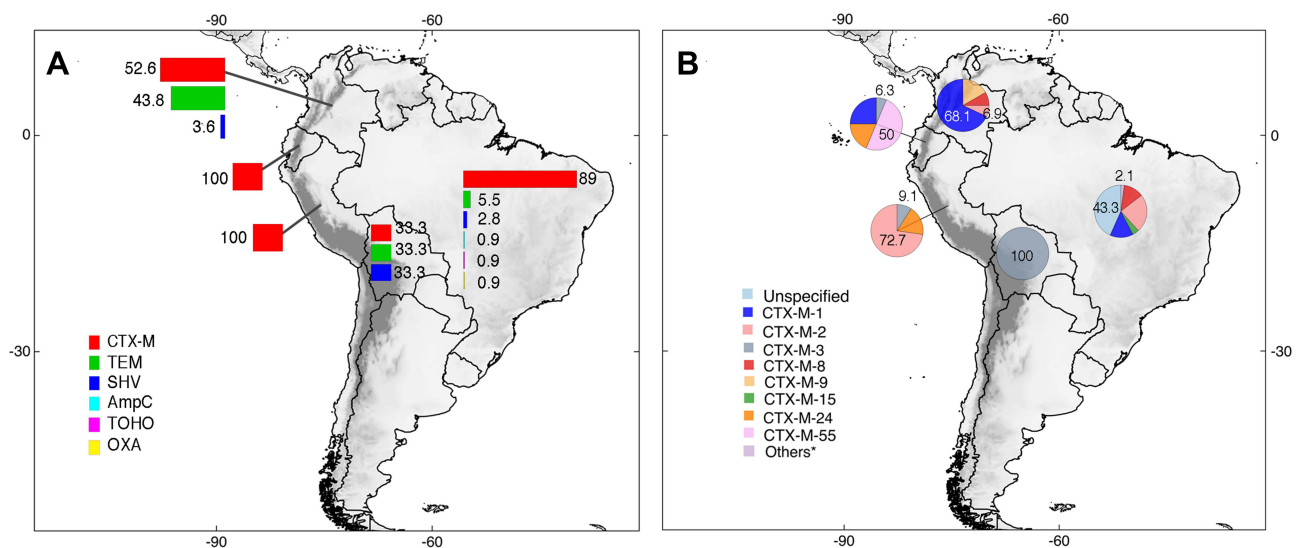 -90 -60 -90 -60
A B
52.6
43.8
3.6
100
100
0
89
5.5
2.8
0.9
0.9
0.9
33.3
33.3
33.3
-30
CTX-M
TEM
SHV
AmpC
TOHO
OXA
-90 -60
6.3
50
68.1
6.9
9.1
72.7
100
2.1
43.3
0
-30
Unspecified
CTX-M-1
CTX-M-2
CTX-M-3
CTX-M-8
CTX-M-9
CTX-M-15
CTX-M-24
CTX-M-55
Others*
-90 -60